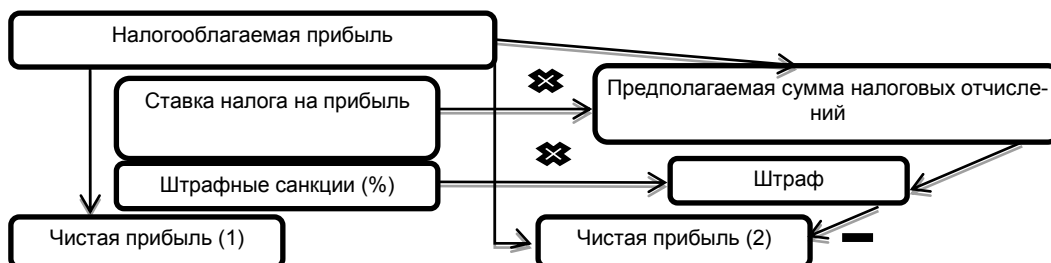 Налогооблагаемая прибыль
Ставка налога на прибыль
Предполагаемая сумма налоговых отчисле-
ний
Штрафные санкции (%)
Штраф
Чистая прибыль (1)
Чистая прибыль (2)